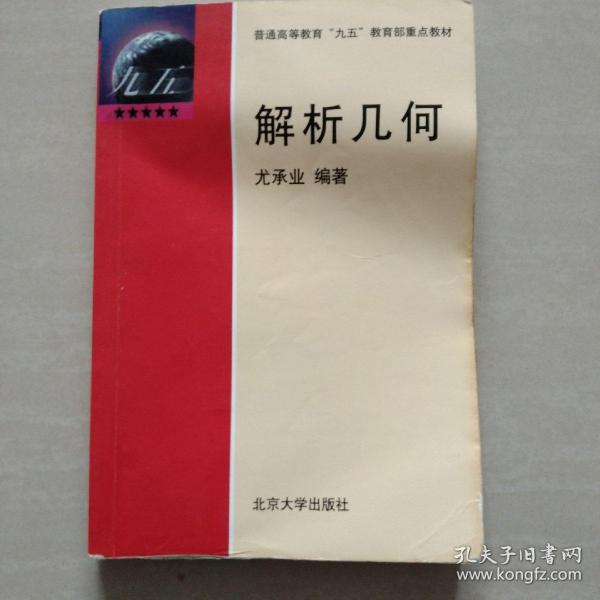 普通高等教育“九五”教育部重点教材
九五
解析几何
尤承业 编著
北京大学出版社
孔夫子旧书网
www.kongfz.com